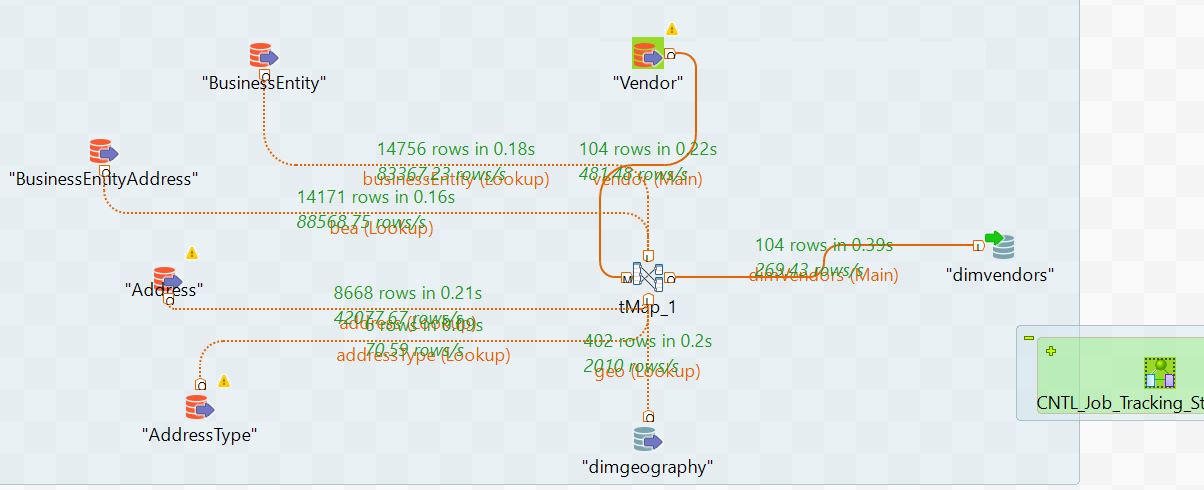 "BusinessEntity"
"Vendor"
14756 rows in 0.18s
83367.23 rows/s
businessEntity (Lookup)
104 rows in 0.22s
481.48 rows/s
vendor (Main)
"BusinessEntityAddress"
14171 rows in 0.16s
88568.75 rows/s
bea (Lookup)
104 rows in 0.39s
269.43 rows/s
dimvendors (Main)
"dimvendors"
"Address"
8668 rows in 0.21s
42077.67 rows/s
address (Lookup)
M
tMap_1
6 rows in 0.09s
70.59 rows/s
addressType (Lookup)
402 rows in 0.2s
2010 rows/s
geo (Lookup)
"AddressType"
"dimgeography"
CNTL_Job_Tracking_St